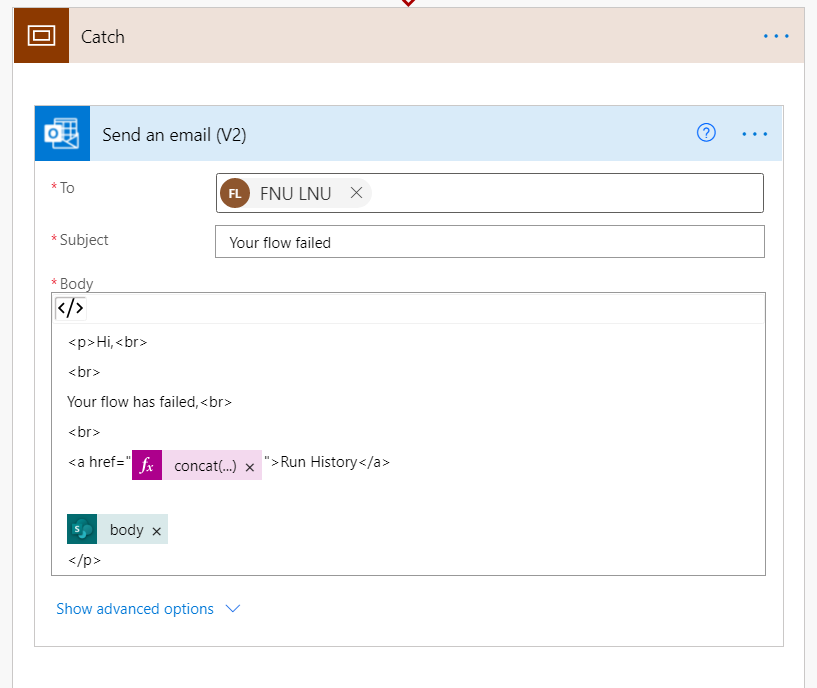 Catch
Send an email (V2)
* To
FL FNU LNU
* Subject
Your flow failed
* Body
</>
<p>Hi,<br>
<br>
Your flow has failed,<br>
<br>
<a href="fx concat(...) ">Run History</a>
S body
</p>
Show advanced options